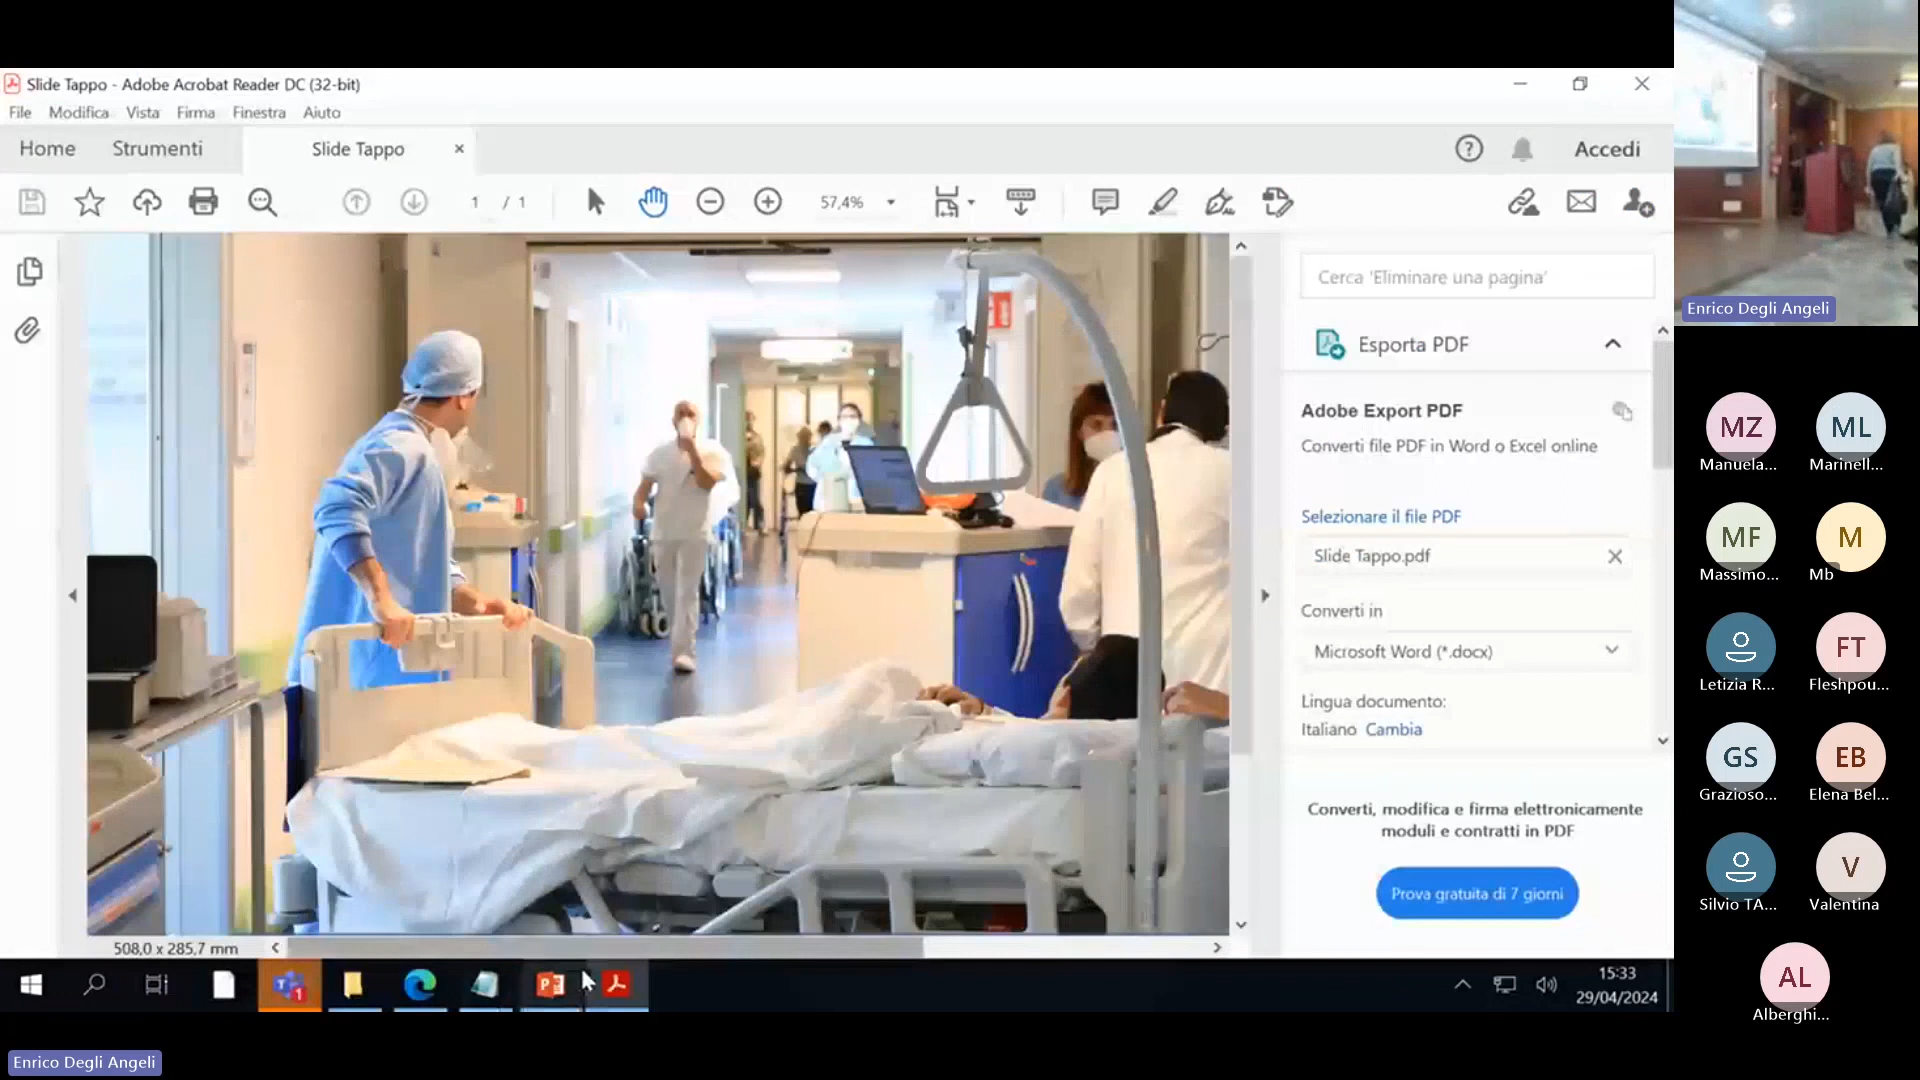 Slide Tappo - Adobe Acrobat Reader DC (32-bit)
File Modifica Vista Firma Finestra Aiuto
Home Strumenti Slide Tappo Accedi
1 / 1 57,4%
Cerca 'Eliminare una pagina'
Esporta PDF
Adobe Export PDF
Converti file PDF in Word o Excel online
Selezionare il file PDF
Slide Tappo.pdf
Converti in
Microsoft Word (*.docx)
Lingua documento:
Italiano Cambia
Converti, modifica e firma elettronicamente
moduli e contratti in PDF
Prova gratuita di 7 giorni
508,0 x 285,7 mm
15:33
29/04/2024
Enrico Degli Angeli
Enrico Degli Angeli
MZ ML
Manuela... Marinell...
MF M
Massimo... Mb
FT
Letizia R... Fleshpou...
GS EB
Grazioso... Elena Bel...
V
Silvio TA... Valentina
AL
Alberghi...